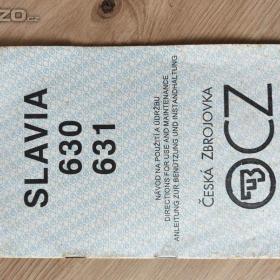 SLAVIA
630
631
NÁVOD NA POUŽITÍ A ÚDRŽBU
DIRECTIONS FOR USE AND MAINTENANCE
ANLEITUNG ZUR BENÜTZUNG UND INSTANDHALTUNG
ČESKÁ ZBROJOVKA
CZ